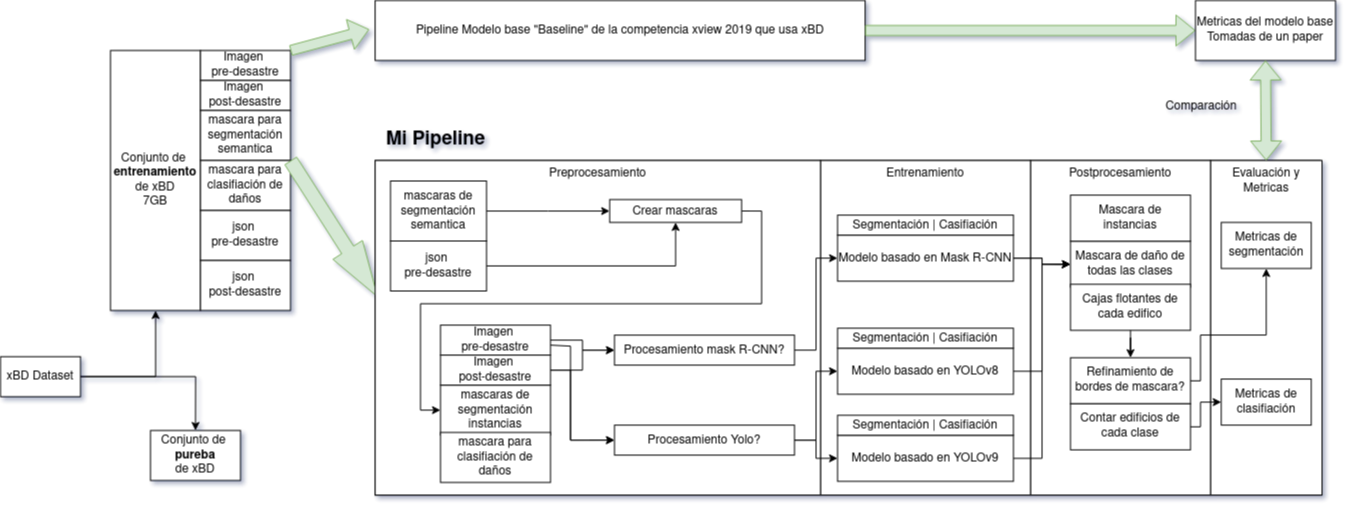 Pipeline Modelo base "Baseline" de la competencia xview 2019 que usa xBD
Metricas del modelo base
Tomadas de un paper
Comparación
Imagen
pre-desastre
Imagen
post-desastre
mascara para
segmentación
semantica
mascara para
clasifiación de
daños
json
pre-desastre
json
post-desastre
Conjunto de
entrenamiento
de xBD
7GB
xBD Dataset
Conjunto de
pureba
de xBD
Mi Pipeline
Preprocesamiento
mascaras de
segmentación
semantica
json
pre-desastre
Crear mascaras
Imagen
pre-desastre
Imagen
post-desastre
mascaras de
segmentación
instancias
mascara para
clasifiación de
daños
Procesamiento mask R-CNN?
Procesamiento Yolo?
Entrenamiento
Segmentación | Casifiación
Modelo basado en Mask R-CNN
Segmentación | Casifiación
Modelo basado en YOLOv8
Segmentación | Casifiación
Modelo basado en YOLOv9
Postprocesamiento
Mascara de
instancias
Mascara de daño de
todas las clases
Cajas flotantes de
cada edifico
Refinamiento de
bordes de mascara?
Contar edificios de
cada clase
Evaluación y
Metricas
Metricas de
segmentación
Metricas de
clasifiación